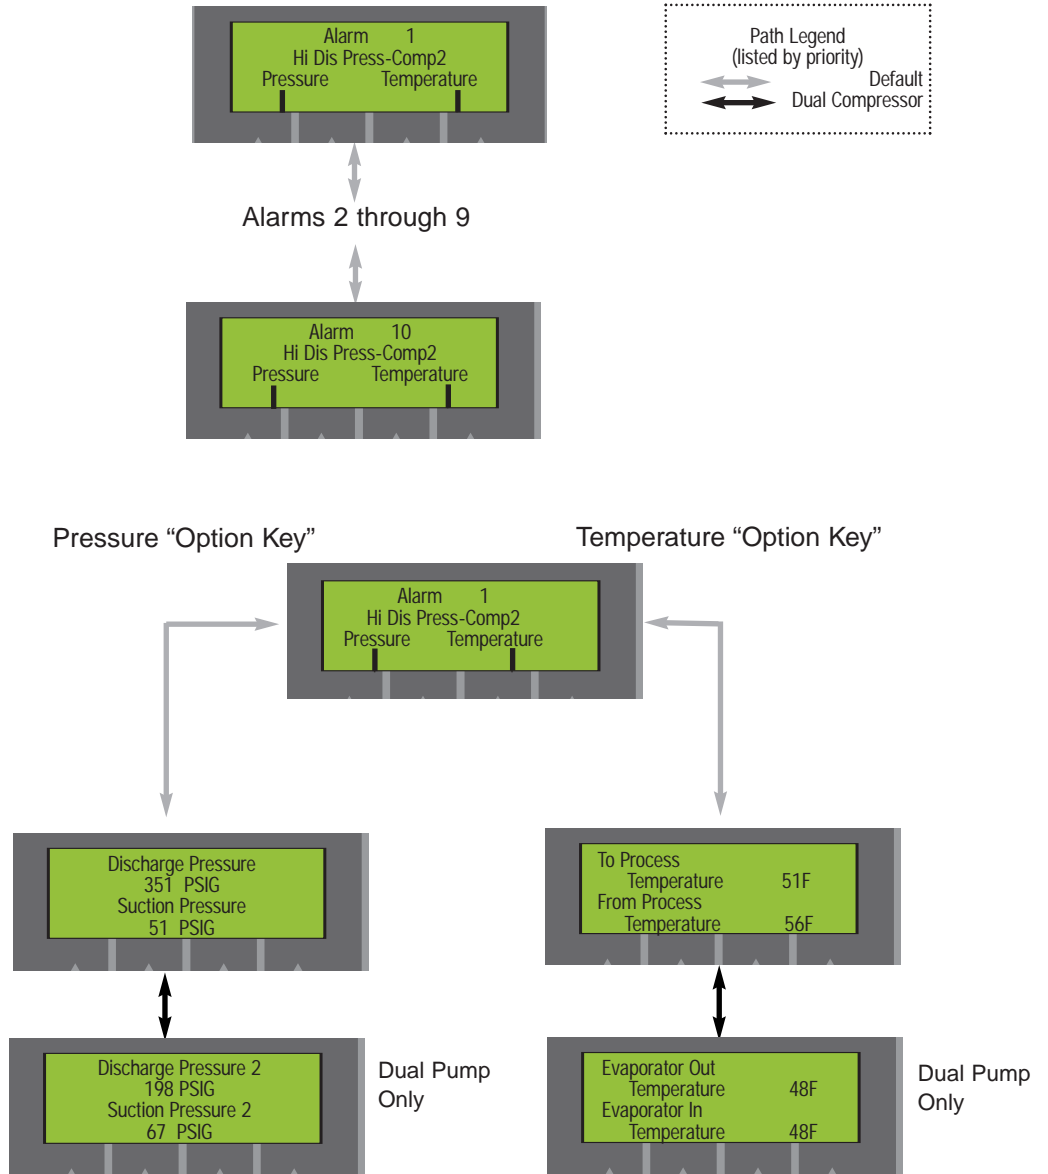 Alarm 1
Hi Dis Press-Comp2
Pressure Temperature
Path Legend
(listed by priority)
Default
Dual Compressor
Alarms 2 through 9
Alarm 10
Hi Dis Press-Comp2
Pressure Temperature
Pressure “Option Key”
Temperature “Option Key”
Alarm 1
Hi Dis Press-Comp2
Pressure Temperature
Discharge Pressure
351 PSIG
Suction Pressure
51 PSIG
To Process
Temperature 51F
From Process
Temperature 56F
Discharge Pressure 2
198 PSIG
Suction Pressure 2
67 PSIG
Dual Pump
Only
Evaporator Out
Temperature 48F
Evaporator In
Temperature 48F
Dual Pump
Only